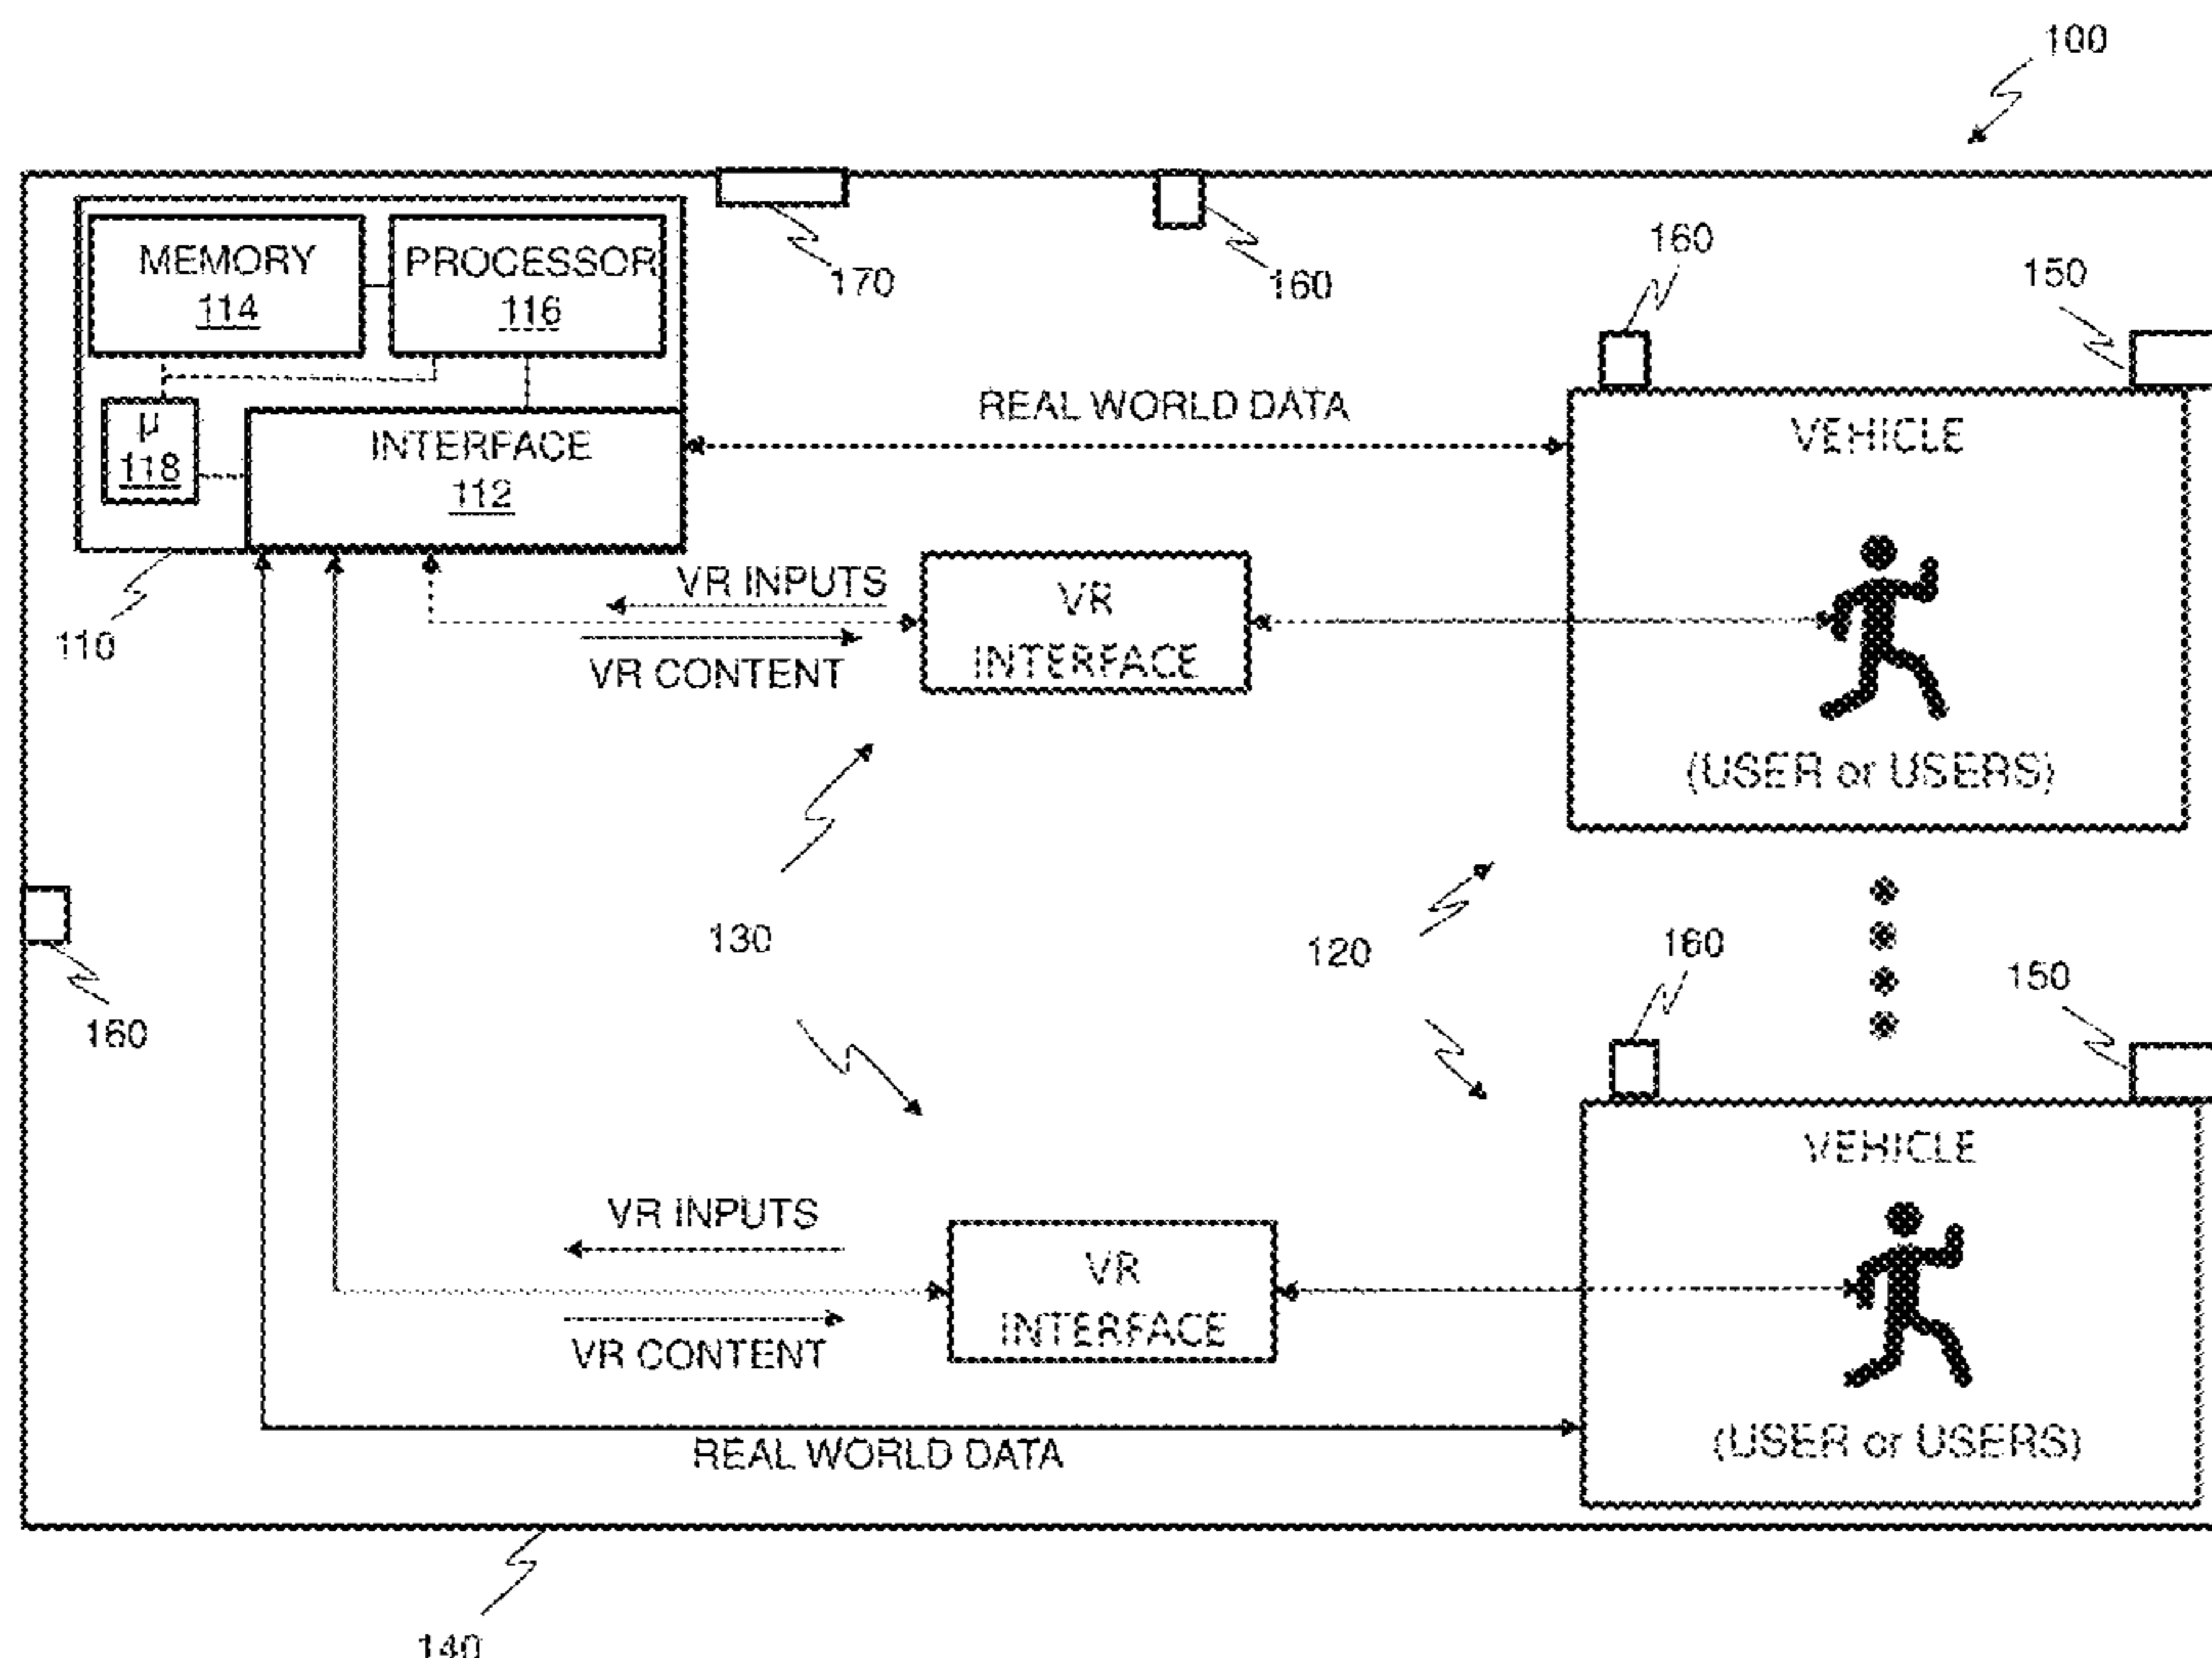 100
MEMORY
114
PROCESSOR
116
170
160
160
150
μ
118
INTERFACE
112
REAL WORLD DATA
VEHICLE
110
VR INPUTS
VR CONTENT
VR
INTERFACE
(USER or USERS)
130
120
160
150
160
VEHICLE
VR INPUTS
VR CONTENT
VR
INTERFACE
(USER or USERS)
REAL WORLD DATA
140